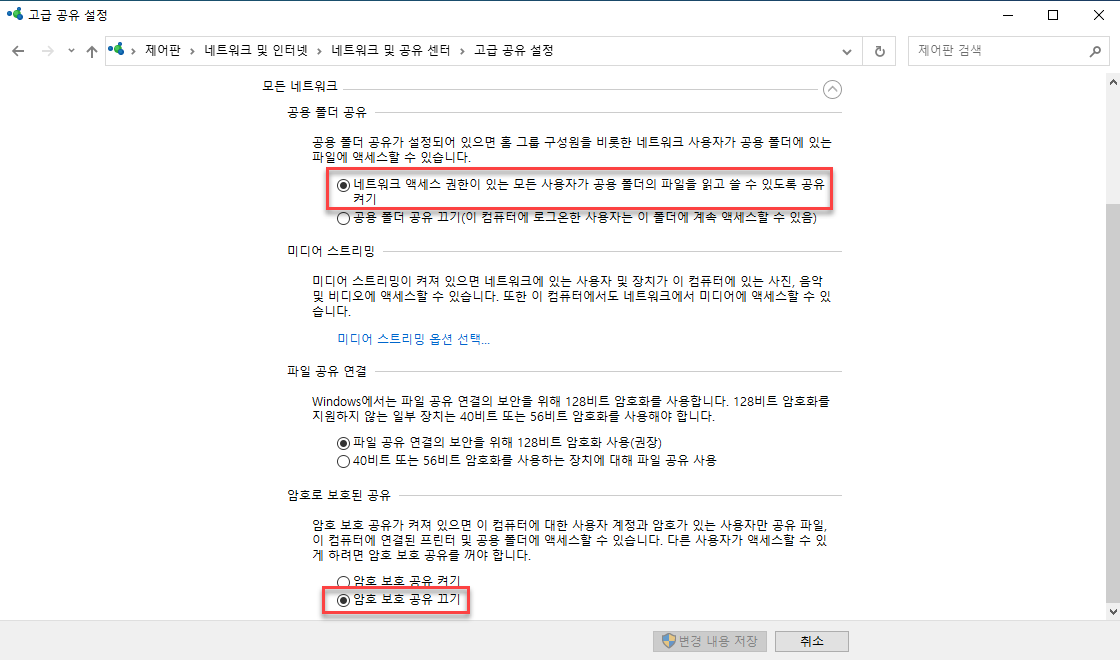 고급 공유 설정
제어판 › 네트워크 및 인터넷 › 네트워크 및 공유 센터 › 고급 공유 설정
제어판 검색
모든 네트워크
공용 폴더 공유
공용 폴더 공유가 설정되어 있으면 홈 그룹 구성원을 비롯한 네트워크 사용자가 공용 폴더에 있는
파일에 액세스할 수 있습니다.
네트워크 액세스 권한이 있는 모든 사용자가 공용 폴더의 파일을 읽고 쓸 수 있도록 공유
켜기
공용 폴더 공유 끄기(이 컴퓨터에 로그온한 사용자는 이 폴더에 계속 액세스할 수 있음)
미디어 스트리밍
미디어 스트리밍이 켜져 있으면 네트워크에 있는 사용자 및 장치가 이 컴퓨터에 있는 사진, 음악
및 비디오에 액세스할 수 있습니다. 또한 이 컴퓨터에서도 네트워크에서 미디어에 액세스할 수 있
습니다.
미디어 스트리밍 옵션 선택...
파일 공유 연결
Windows에서는 파일 공유 연결의 보안을 위해 128비트 암호화를 사용합니다. 128비트 암호화를
지원하지 않는 일부 장치는 40비트 또는 56비트 암호화를 사용해야 합니다.
파일 공유 연결의 보안을 위해 128비트 암호화 사용(권장)
40비트 또는 56비트 암호화를 사용하는 장치에 대해 파일 공유 사용
암호로 보호된 공유
암호 보호 공유가 켜져 있으면 이 컴퓨터에 대한 사용자 계정과 암호가 있는 사용자만 공유 파일,
이 컴퓨터에 연결된 프린터 및 공용 폴더에 액세스할 수 있습니다. 다른 사용자가 액세스할 수 있
게 하려면 암호 보호 공유를 꺼야 합니다.
암호 보호 공유 켜기
암호 보호 공유 끄기
변경 내용 저장
취소